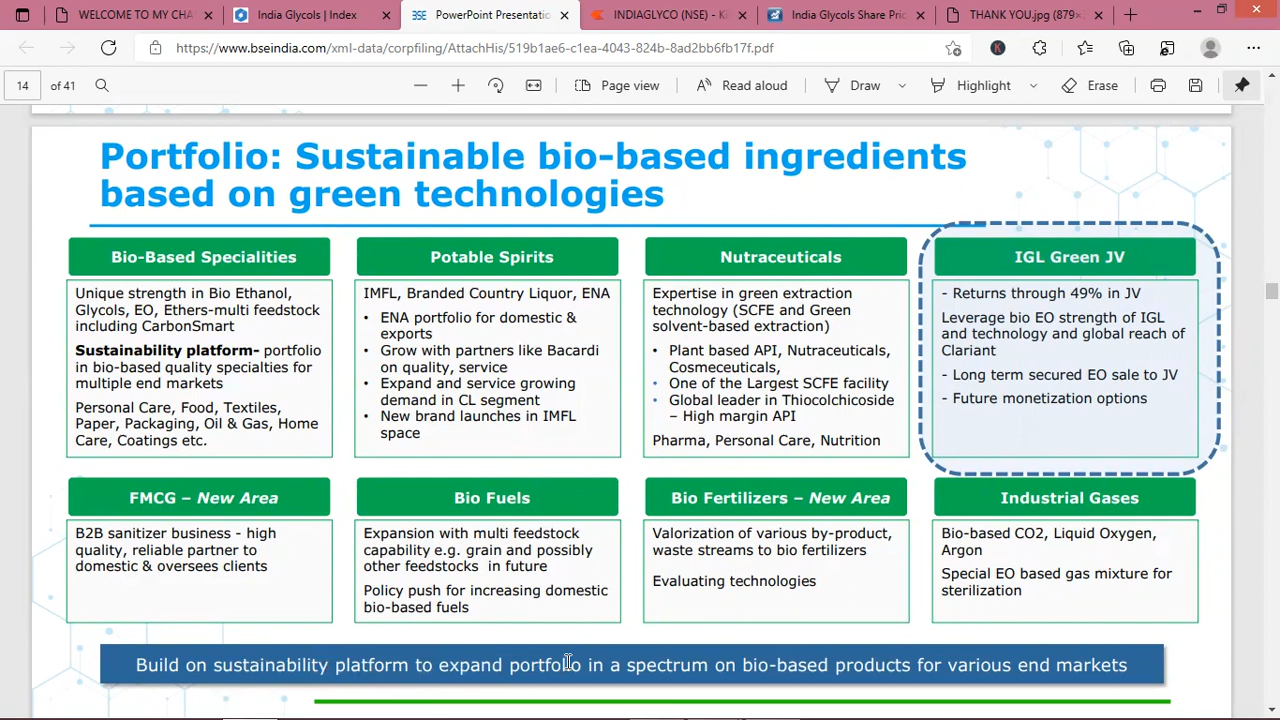 WELCOME TO MY CHA
India Glycols | Index
PowerPoint Presentatio
INDIAGLYCO (NSE) - K
India Glycols Share Pric
THANK YOU.jpg (879×
https://www.bseindia.com/xml-data/corpfiling/AttachHis/519b1ae6-c1ea-4043-824b-8ad2bb6fb17f.pdf
14 of 41
Page view
Read aloud
Draw
Highlight
Erase
Portfolio: Sustainable bio-based ingredients
based on green technologies
Bio-Based Specialities
Unique strength in Bio Ethanol,
Glycols, EO, Ethers-multi feedstock
including CarbonSmart
Sustainability platform- portfolio
in bio-based quality specialties for
multiple end markets
Personal Care, Food, Textiles,
Paper, Packaging, Oil & Gas, Home
Care, Coatings etc.
Potable Spirits
IMFL, Branded Country Liquor, ENA
• ENA portfolio for domestic &
exports
• Grow with partners like Bacardi
on quality, service
• Expand and service growing
demand in CL segment
• New brand launches in IMFL
space
Nutraceuticals
Expertise in green extraction
technology (SCFE and Green
solvent-based extraction)
• Plant based API, Nutraceuticals,
Cosmeceuticals,
• One of the Largest SCFE facility
• Global leader in Thiocolchicoside
– High margin API
Pharma, Personal Care, Nutrition
IGL Green JV
- Returns through 49% in JV
Leverage bio EO strength of IGL
and technology and global reach of
Clariant
- Long term secured EO sale to JV
- Future monetization options
FMCG – New Area
B2B sanitizer business - high
quality, reliable partner to
domestic & oversees clients
Bio Fuels
Expansion with multi feedstock
capability e.g. grain and possibly
other feedstocks in future
Policy push for increasing domestic
bio-based fuels
Bio Fertilizers – New Area
Valorization of various by-product,
waste streams to bio fertilizers
Evaluating technologies
Industrial Gases
Bio-based CO2, Liquid Oxygen,
Argon
Special EO based gas mixture for
sterilization
Build on sustainability platform to expand portfolio in a spectrum on bio-based products for various end markets